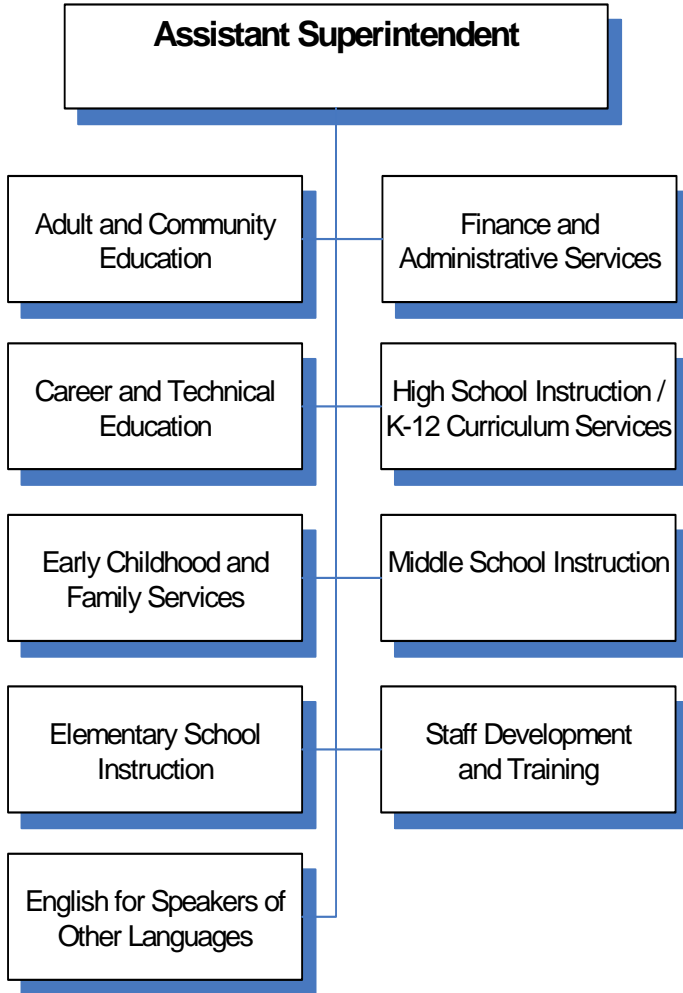 Assistant Superintendent
Adult and Community
Education
Finance and
Administrative Services
Career and Technical
Education
High School Instruction /
K-12 Curriculum Services
Early Childhood and
Family Services
Middle School Instruction
Elementary School
Instruction
Staff Development
and Training
English for Speakers of
Other Languages